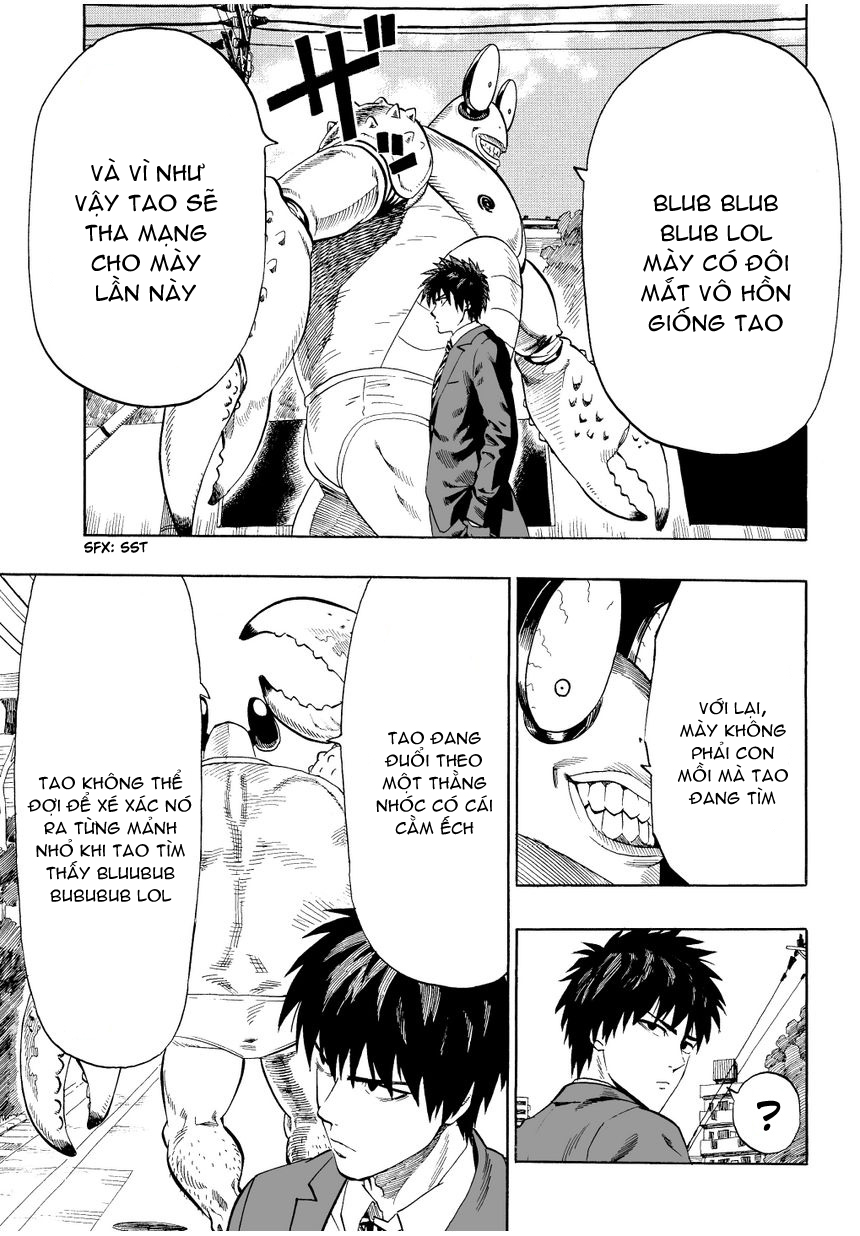 BLUB BLUB
BLUB LOL
MÀY CÓ ĐÔI
MẮT VÔ HỒN
GIỐNG TAO
VÀ VÌ NHƯ
VẬY TAO SẼ
THA MẠNG
CHO MÀY
LẦN NÀY
ザッ
SFX: SST
VỚI LẠI,
MÀY KHÔNG
PHẢI CON
MỒI MÀ TAO
ĐANG TÌM
?
TAO ĐANG
ĐUỔI THEO
MỘT THẰNG
NHÓC CÓ CÁI
CẰM ẾCH
TAO KHÔNG THỂ
ĐỢI ĐỂ XÉ XÁC NÓ
RA TỪNG MẢNH
NHỎ KHI TAO TÌM
THẤY BLUUBUB
BUBUBUB LOL